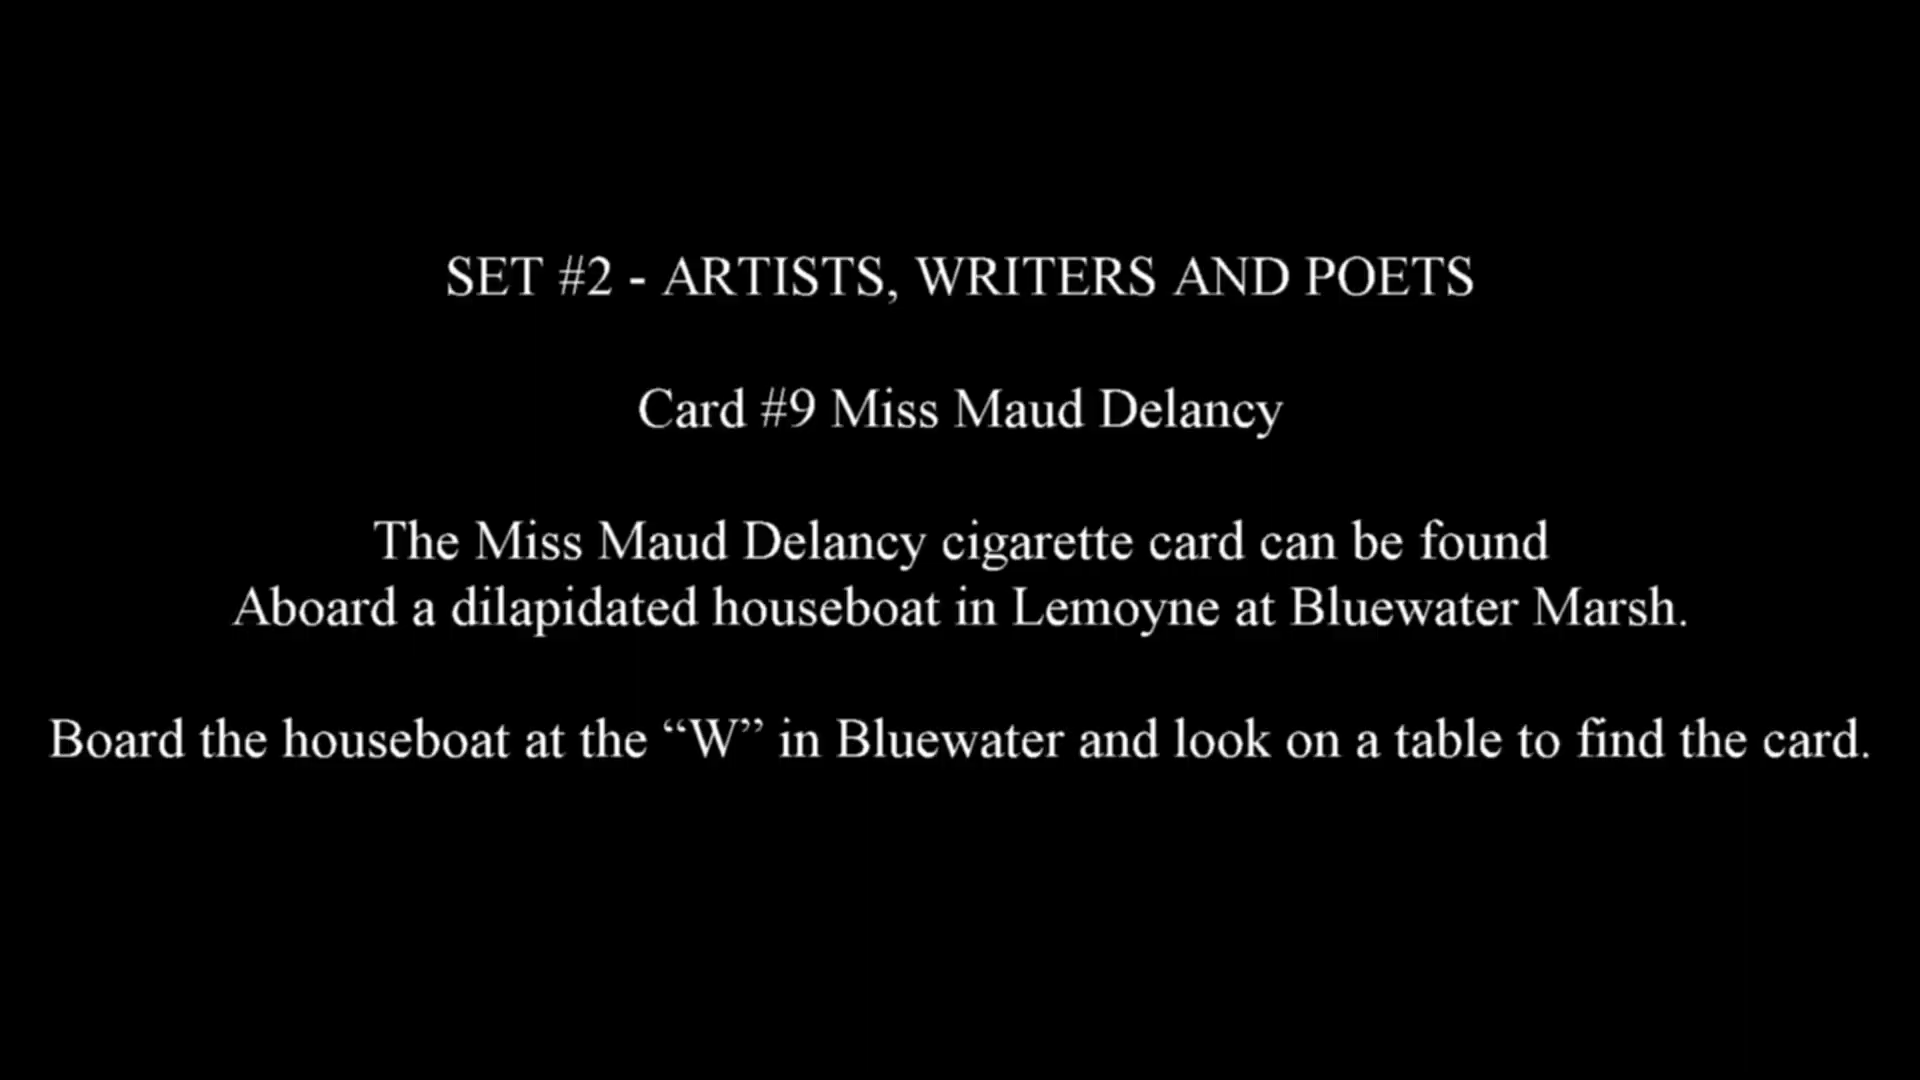 SET #2 - ARTISTS, WRITERS AND POETS
Card #9 Miss Maud Delancy
The Miss Maud Delancy cigarette card can be found
Aboard a dilapidated houseboat in Lemoyne at Bluewater Marsh.
Board the houseboat at the “W” in Bluewater and look on a table to find the card.